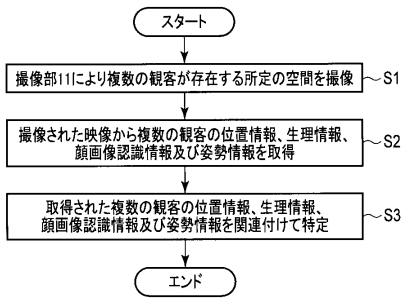 スタート
撮像部11により複数の観客が存在する所定の空間を撮像
S1
撮像された映像から複数の観客の位置情報、生理情報、
顔画像認識情報及び姿勢情報を取得
S2
取得された複数の観客の位置情報、生理情報、
顔画像認識情報及び姿勢情報を関連付けて特定
S3
エンド